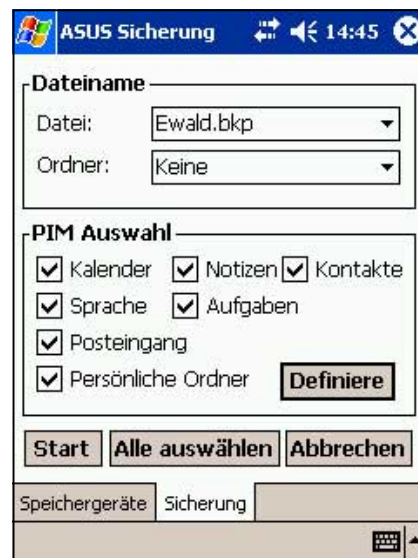 ASUS Sicherung 14:45
Dateiname
Datei: Ewald.bkp
Ordner: Keine
PIM Auswahl
Kalender Notizen Kontakte
Sprache Aufgaben
Posteingang
Persönliche Ordner Definiere
Start Alle auswählen Abbrechen
Speichergeräte Sicherung